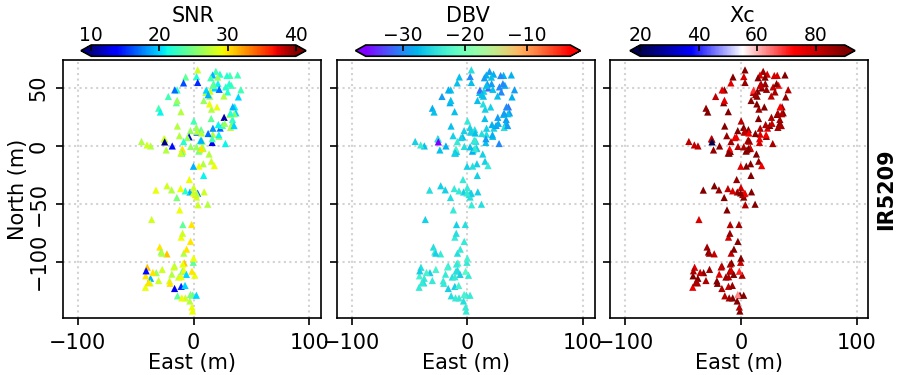 SNR DBV Xc
10 20 30 40 −30 −20 −10 20 40 60 80
North (m)
50
0
−50
−100
IR5209
−100 0 100 −100 0 100 −100 0 100
East (m) East (m) East (m)